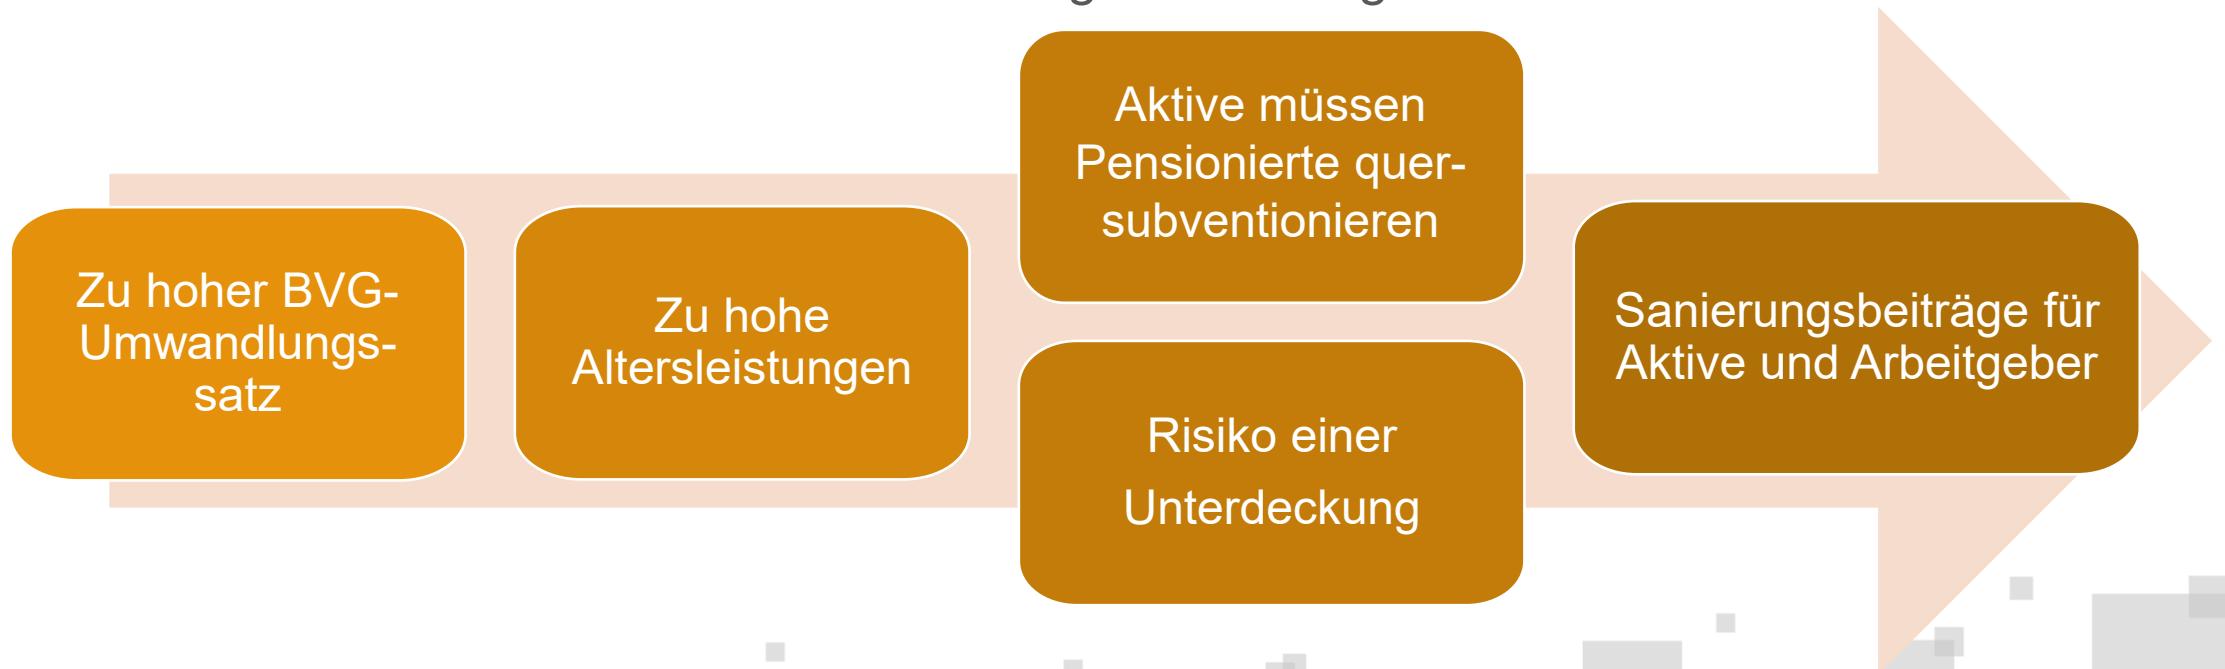 Zu hoher BVG-
Umwandlungs-
satz
Zu hohe
Altersleistungen
Aktive müssen
Pensionierte quer-
subventionieren
Risiko einer
Unterdeckung
Sanierungsbeiträge für
Aktive und Arbeitgeber